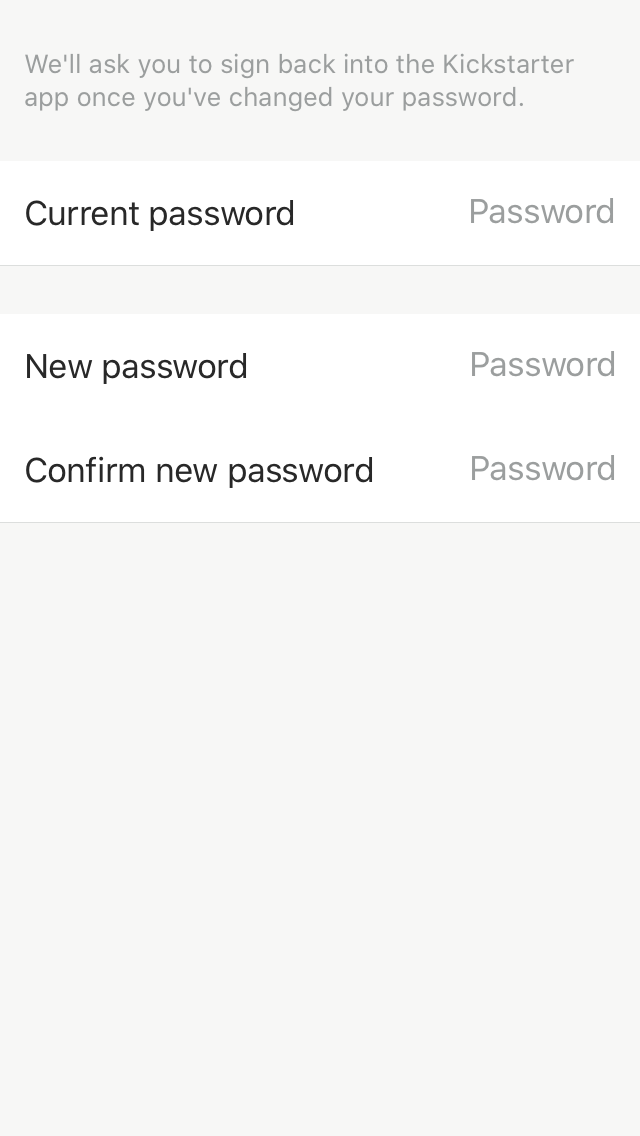 We'll ask you to sign back into the Kickstarter
app once you've changed your password.
Current password Password
New password Password
Confirm new password Password